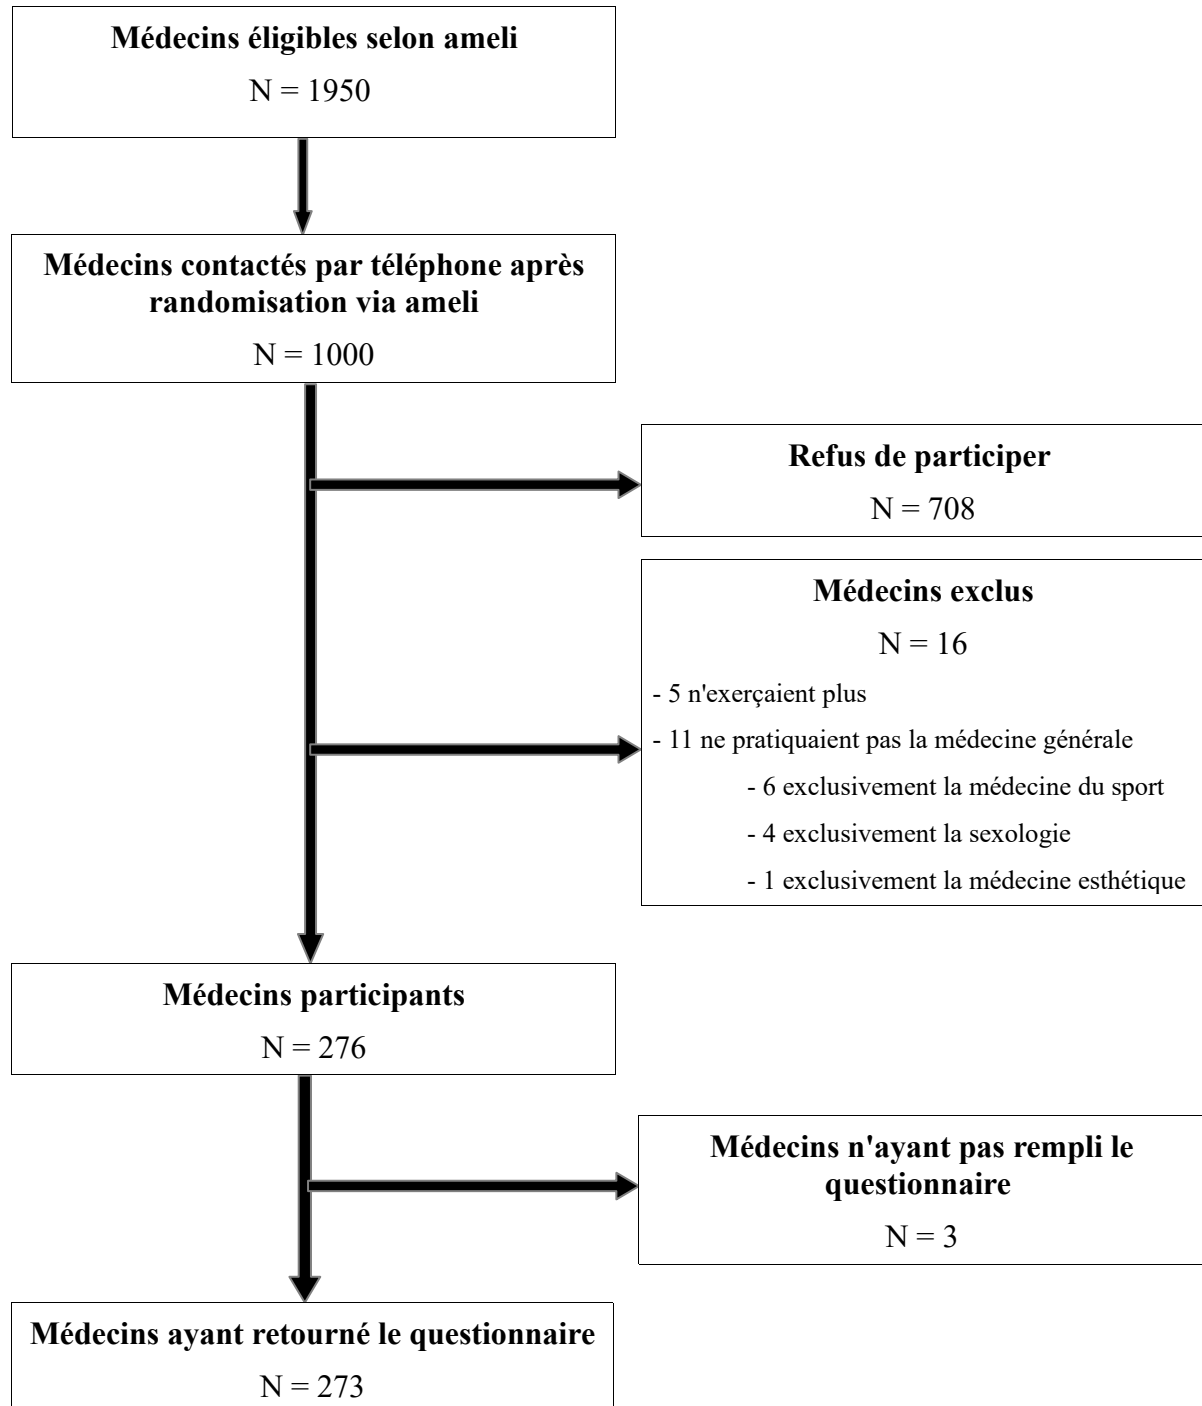 Médecins éligibles selon ameli
N = 1950
Médecins contactés par téléphone après
randomisation via ameli
N = 1000
Refus de participer
N = 708
Médecins exclus
N = 16
- 5 n'exerçaient plus
- 11 ne pratiquaient pas la médecine générale
- 6 exclusivement la médecine du sport
- 4 exclusivement la sexologie
- 1 exclusivement la médecine esthétique
Médecins participants
N = 276
Médecins n'ayant pas rempli le
questionnaire
N = 3
Médecins ayant retourné le questionnaire
N = 273